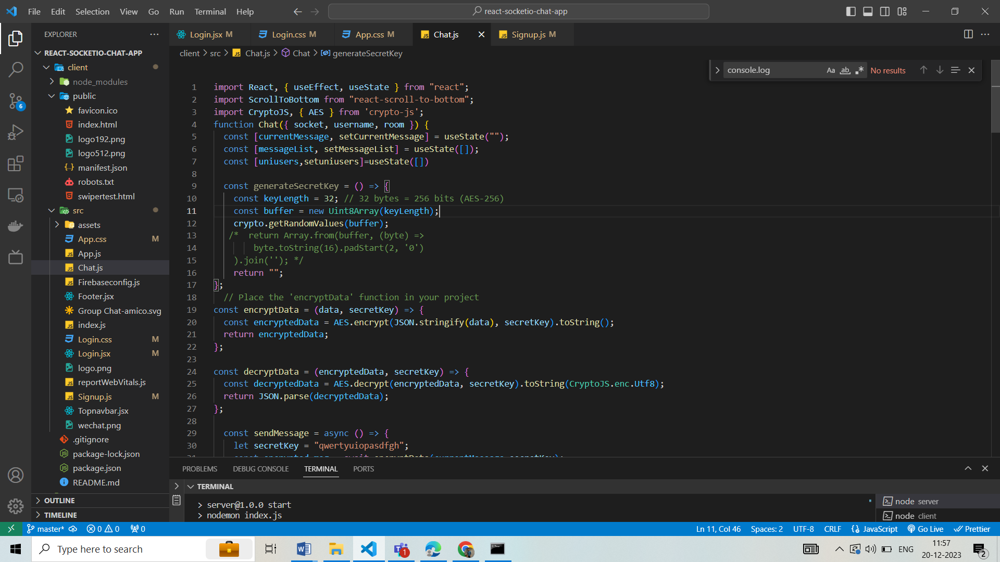 File Edit Selection View Go Run Terminal Help
react-socketio-chat-app
EXPLORER
REACT-SOCKETIO-CHAT-APP
client
node_modules
public
favicon.ico
index.html
logo192.png
logo512.png
manifest.json
robots.txt
swipertest.html
src
assets
App.css M
App.js
Chat.js
Firebaseconfig.js
Footer.jsx
Group Chat-amico.svg
index.js
Login.css M
Login.jsx M
logo.png
reportWebVitals.js
Signup.js M
Topnavbar.jsx
wechat.png
.gitignore
package-lock.json
package.json
README.md
OUTLINE
TIMELINE
6
Login.jsx M Login.css M App.css M Chat.js Signup.js M
client > src > Chat.js > Chat > generateSecretKey
console.log Aa ab No results
1 import React, { useEffect, useState } from "react";
2 import ScrollToBottom from "react-scroll-to-bottom";
3 import CryptoJS, { AES } from 'crypto-js';
4 function Chat({ socket, username, room }) {
5 const [currentMessage, setCurrentMessage] = useState("");
6 const [messageList, setMessageList] = useState([]);
7 const [uniusers,setuniusers]=useState([])
8
9 const generateSecretKey = () => {
10 const keyLength = 32; // 32 bytes = 256 bits (AES-256)
11 const buffer = new Uint8Array(keyLength);
12 crypto.getRandomValues(buffer);
13 /* return Array.from(buffer, (byte) =>
14 byte.toString(16).padStart(2, '0')
15 ).join(''); */
16 return "";
17 };
18 // Place the 'encryptData' function in your project
19 const encryptData = (data, secretKey) => {
20 const encryptedData = AES.encrypt(JSON.stringify(data), secretKey).toString();
21 return encryptedData;
22 };
23
24 const decryptData = (encryptedData, secretKey) => {
25 const decryptedData = AES.decrypt(encryptedData, secretKey).toString(CryptoJS.enc.Utf8);
26 return JSON.parse(decryptedData);
27 };
28
29 const sendMessage = async () => {
30 let secretKey = "qwertyuiopasdfgh";
PROBLEMS DEBUG CONSOLE TERMINAL PORTS
TERMINAL
> server@1.0.0 start
> nodemon index.js
node server
node client
master* 0 0 0
Ln 11, Col 46 Spaces: 2 UTF-8 CRLF JavaScript Go Live Prettier
Type here to search
1
ENG
11:57
20-12-2023
2